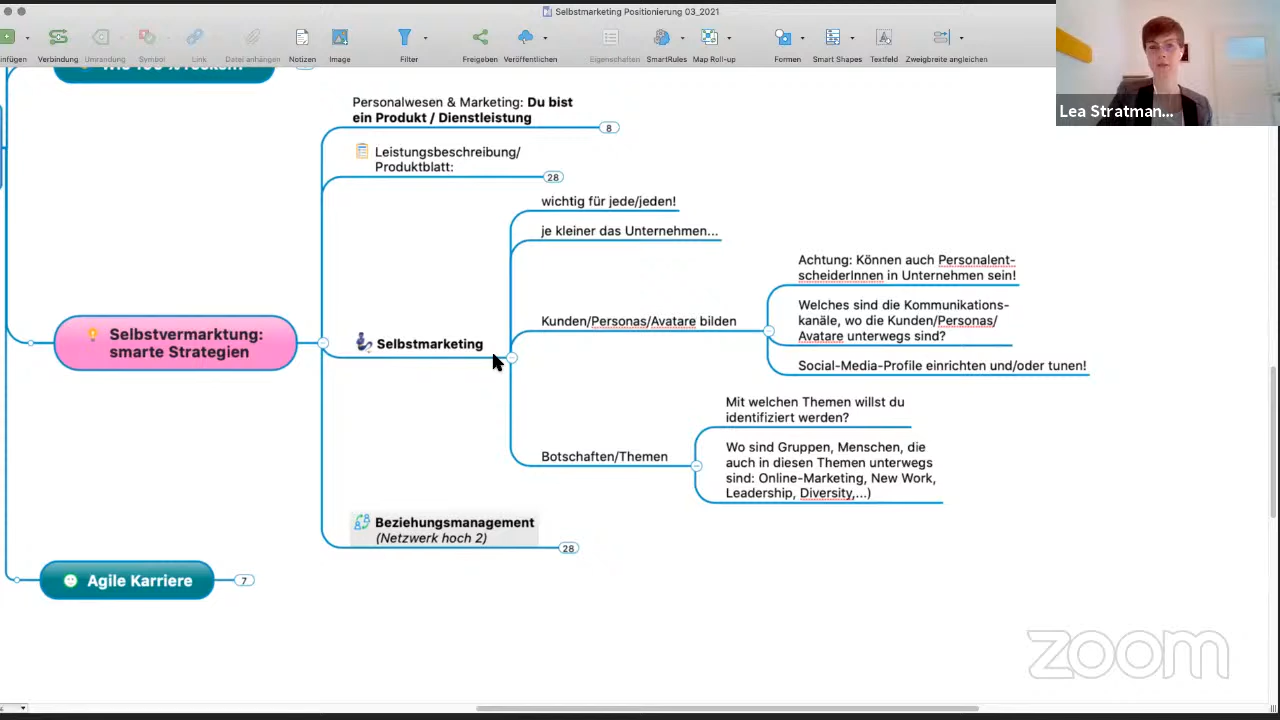 Selbstmarketing Positionierung 03_2021
Verbindung
Umrandung
Symbol
Link
Datei anhängen
Notizen
Image
Filter
Freigeben
Veröffentlichen
Eigenschaften
SmartRules
Map Roll-up
Formen
Smart Shapes
Textfeld
Zweigbreite angleichen
Lea Stratman...
Personalwesen & Marketing: Du bist
ein Produkt / Dienstleistung
8
Leistungsbeschreibung/
Produktblatt:
28
wichtig für jede/jeden!
je kleiner das Unternehmen...
Achtung: Können auch Personalent-
scheiderInnen in Unternehmen sein!
Welches sind die Kommunikations-
kanäle, wo die Kunden/Personas/
Avatare unterwegs sind?
Social-Media-Profile einrichten und/oder tunen!
Kunden/Personas/Avatare bilden
Selbstvermarktung:
smarte Strategien
Selbstmarketing
Mit welchen Themen willst du
identifiziert werden?
Botschaften/Themen
Wo sind Gruppen, Menschen, die
auch in diesen Themen unterwegs
sind: Online-Marketing, New Work,
Leadership, Diversity,...)
Beziehungsmanagement
(Netzwerk hoch 2)
28
Agile Karriere
7
zoom